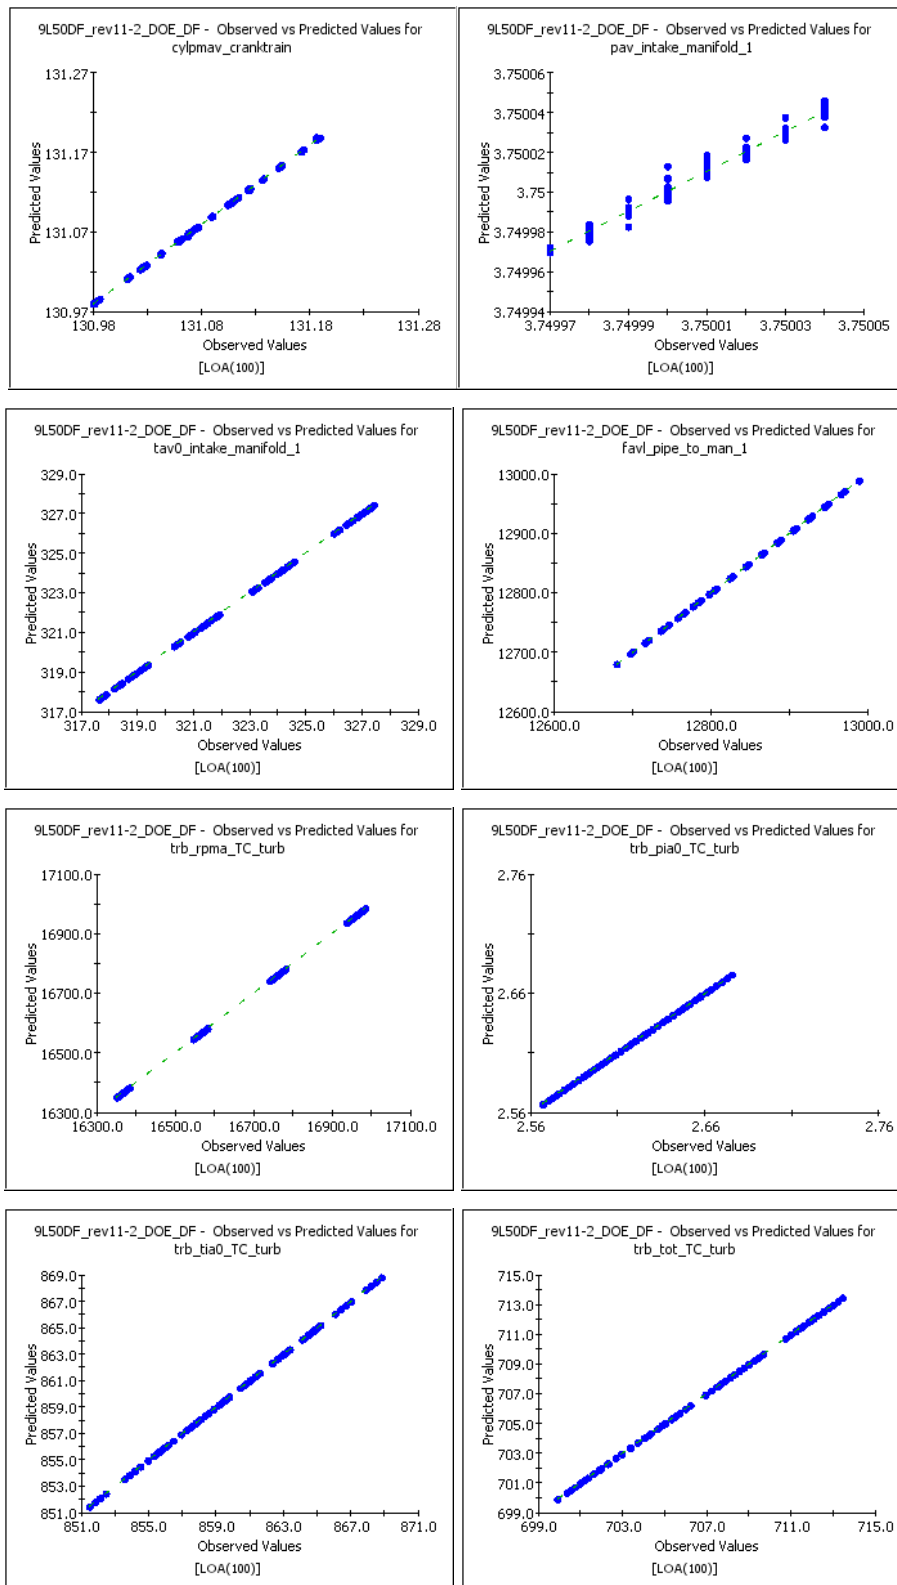 9L50DF_rev11-2_DOE_DF - Observed vs Predicted Values for
cylpmav_cranktrain
131.27
131.17
131.07
130.97
Predicted Values
130.98 131.08 131.18 131.28
Observed Values
[LOA(100)]
9L50DF_rev11-2_DOE_DF - Observed vs Predicted Values for
pav_intake_manifold_1
3.75006
3.75004
3.75002
3.75
3.74998
3.74996
3.74994
Predicted Values
3.74997 3.74999 3.75001 3.75003 3.75005
Observed Values
[LOA(100)]
9L50DF_rev11-2_DOE_DF - Observed vs Predicted Values for
tav0_intake_manifold_1
329.0
327.0
325.0
323.0
321.0
319.0
317.0
Predicted Values
317.0 319.0 321.0 323.0 325.0 327.0 329.0
Observed Values
[LOA(100)]
9L50DF_rev11-2_DOE_DF - Observed vs Predicted Values for
favl_pipe_to_man_1
13000.0
12900.0
12800.0
12700.0
12600.0
Predicted Values
12600.0 12800.0 13000.0
Observed Values
[LOA(100)]
9L50DF_rev11-2_DOE_DF - Observed vs Predicted Values for
trb_rpma_TC_turb
17100.0
16900.0
16700.0
16500.0
16300.0
Predicted Values
16300.0 16500.0 16700.0 16900.0 17100.0
Observed Values
[LOA(100)]
9L50DF_rev11-2_DOE_DF - Observed vs Predicted Values for
trb_pia0_TC_turb
2.76
2.66
2.56
Predicted Values
2.56 2.66 2.76
Observed Values
[LOA(100)]
9L50DF_rev11-2_DOE_DF - Observed vs Predicted Values for
trb_tia0_TC_turb
869.0
867.0
865.0
863.0
861.0
859.0
857.0
855.0
853.0
851.0
Predicted Values
851.0 855.0 859.0 863.0 867.0 871.0
Observed Values
[LOA(100)]
9L50DF_rev11-2_DOE_DF - Observed vs Predicted Values for
trb_tot_TC_turb
715.0
713.0
711.0
709.0
707.0
705.0
703.0
701.0
699.0
Predicted Values
699.0 703.0 707.0 711.0 715.0
Observed Values
[LOA(100)]